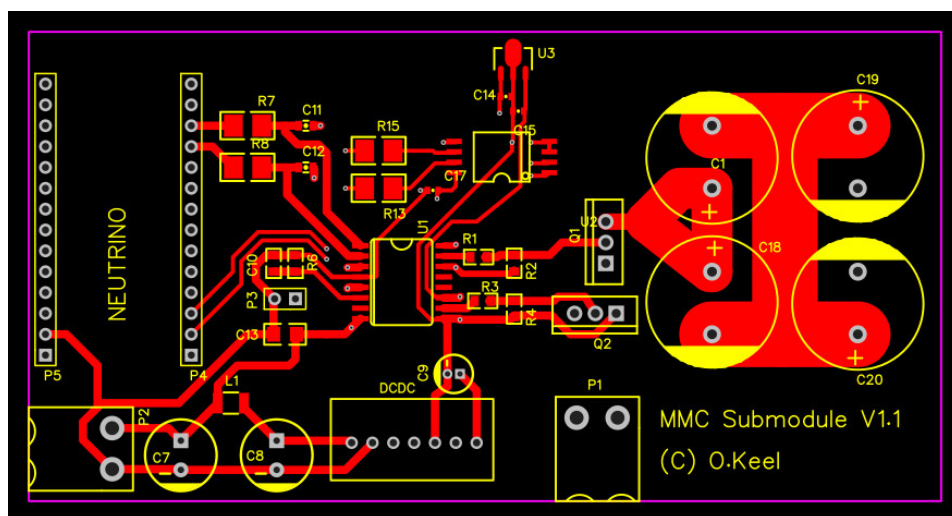 U3
C19
C14
R7
C11
R15
C15
R8
C12
C17
C1
R13
NEUTRINO
U1
U2
Q1
C10
R6
R1
R2
C18
P3
R3
R4
C13
Q2
P5
P4
L1
C9
C20
DCDC
P1
P2
MMC Submodule V1.1
C7
C8
(C) O.Keel